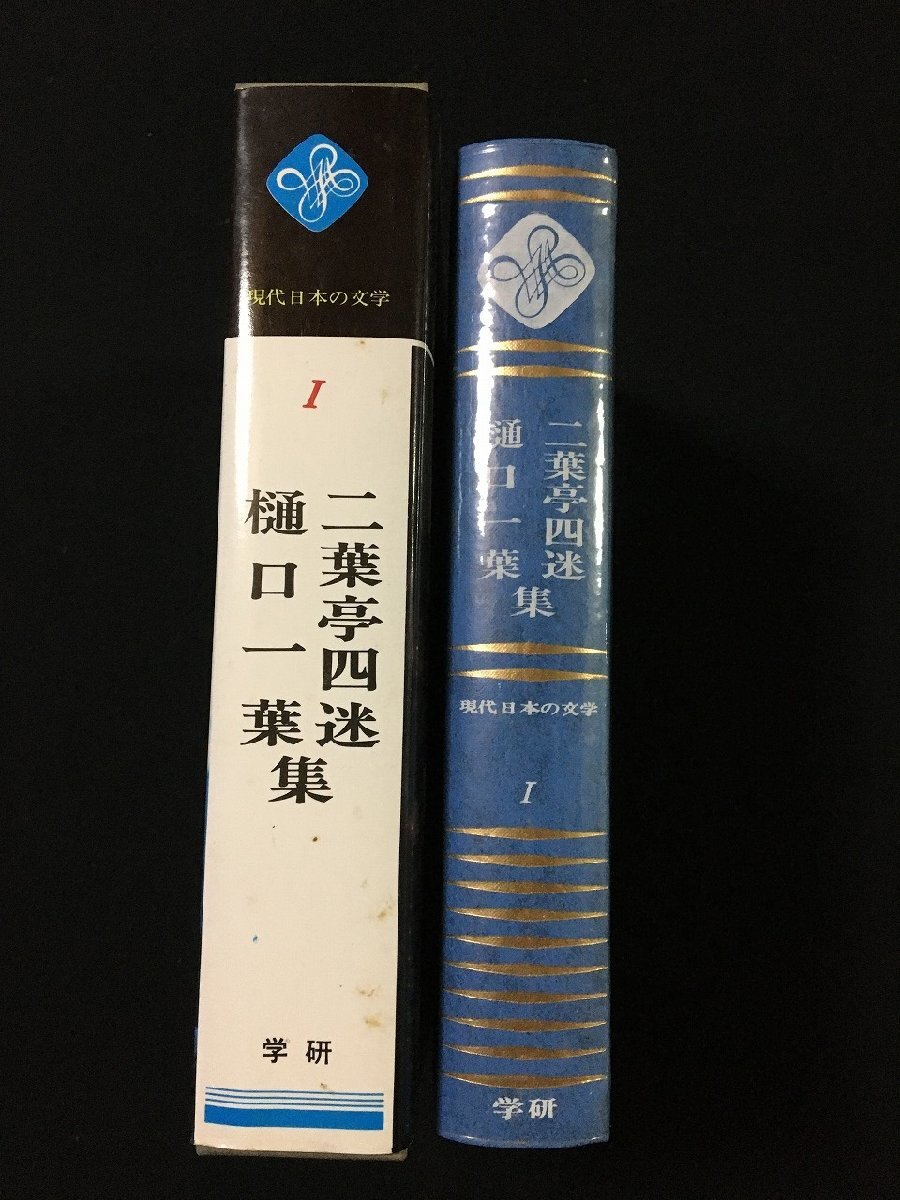 現代日本の文学
I
二葉亭四迷
樋口一葉
集
学研
二葉亭四迷
樋口一葉
集
現代日本の文学
I
学研